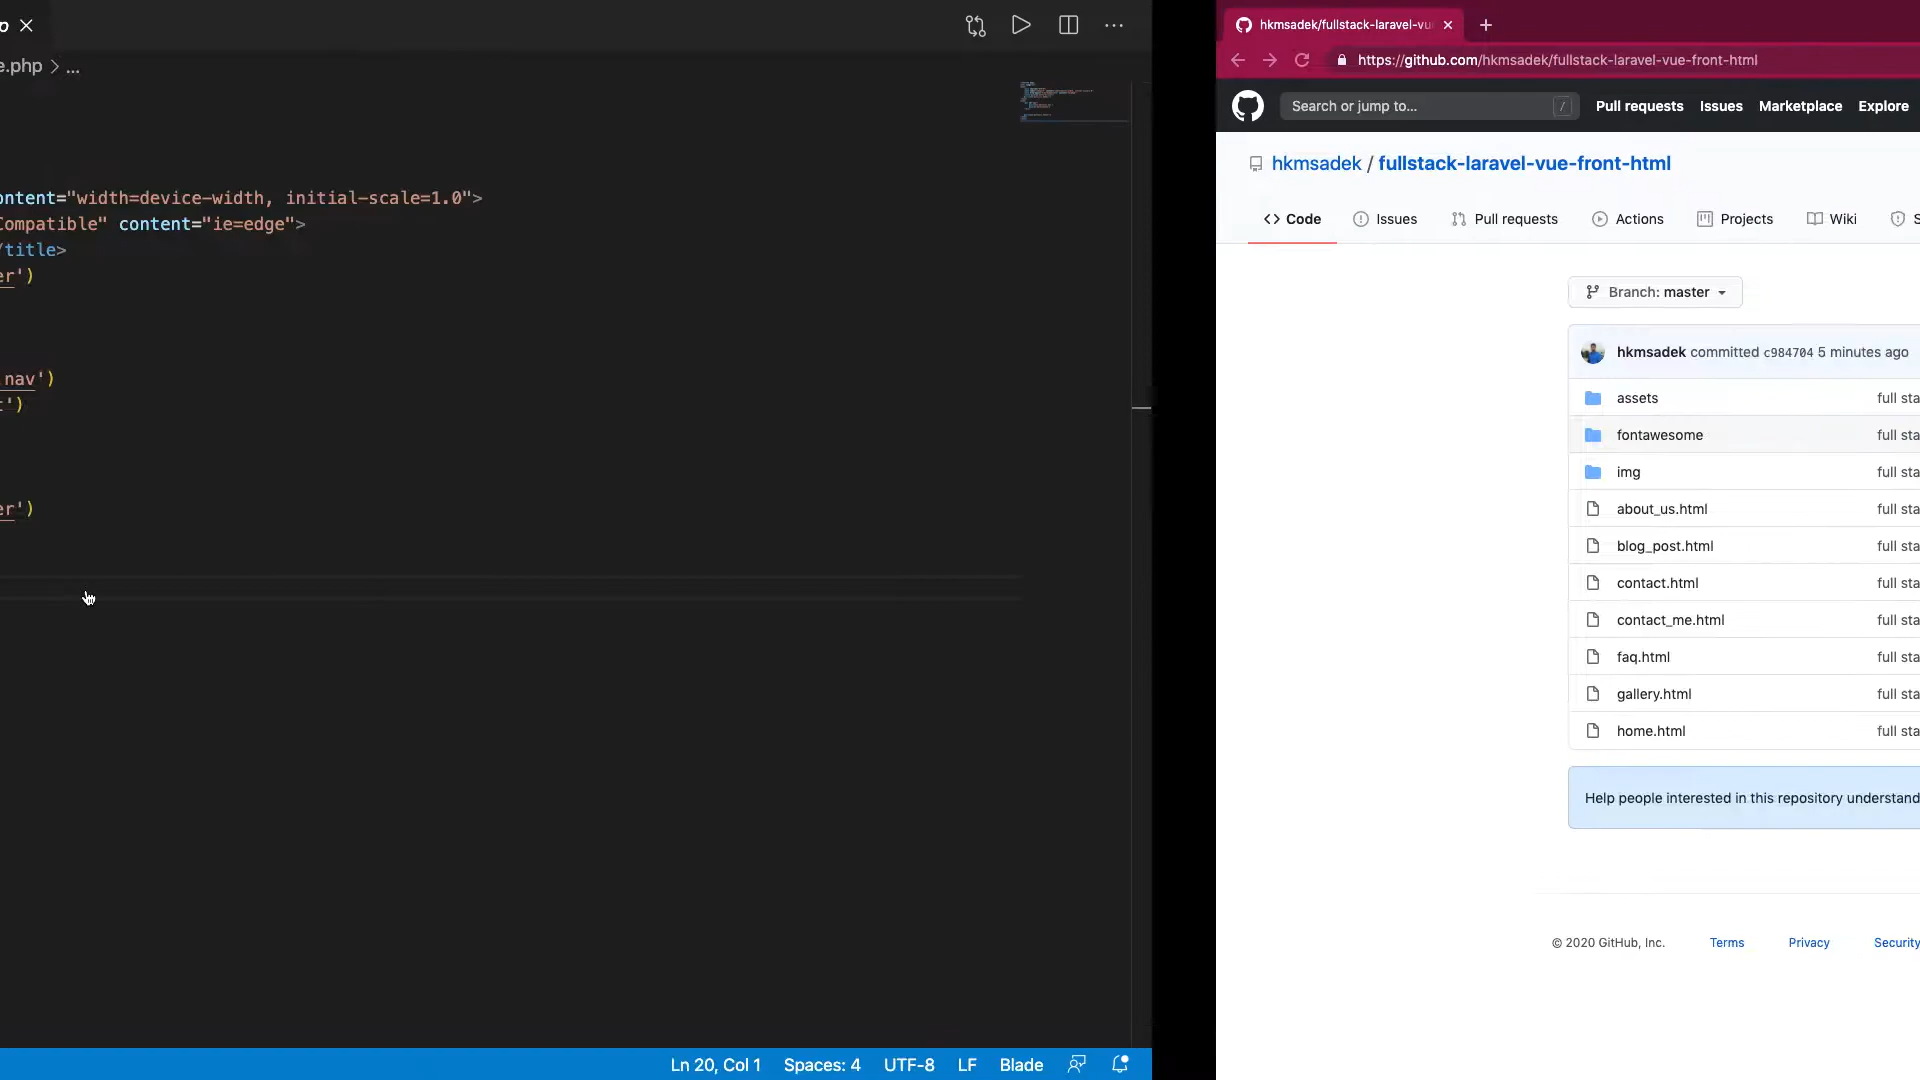 e.php > ...
ontent="width=device-width, initial-scale=1.0">
Compatible" content="ie=edge">
/title>
er')
.nav')
t')
er')
Ln 20, Col 1 Spaces: 4 UTF-8 LF Blade
hkmsadek/fullstack-laravel-vu
https://github.com/hkmsadek/fullstack-laravel-vue-front-html
Search or jump to... / Pull requests Issues Marketplace Explore
hkmsadek / fullstack-laravel-vue-front-html
<> Code Issues Pull requests Actions Projects Wiki S
Branch: master
hkmsadek committed c984704 5 minutes ago
assets full sta
fontawesome full sta
img full sta
about_us.html full sta
blog_post.html full sta
contact.html full sta
contact_me.html full sta
faq.html full sta
gallery.html full sta
home.html full sta
Help people interested in this repository understand
© 2020 GitHub, Inc. Terms Privacy Security